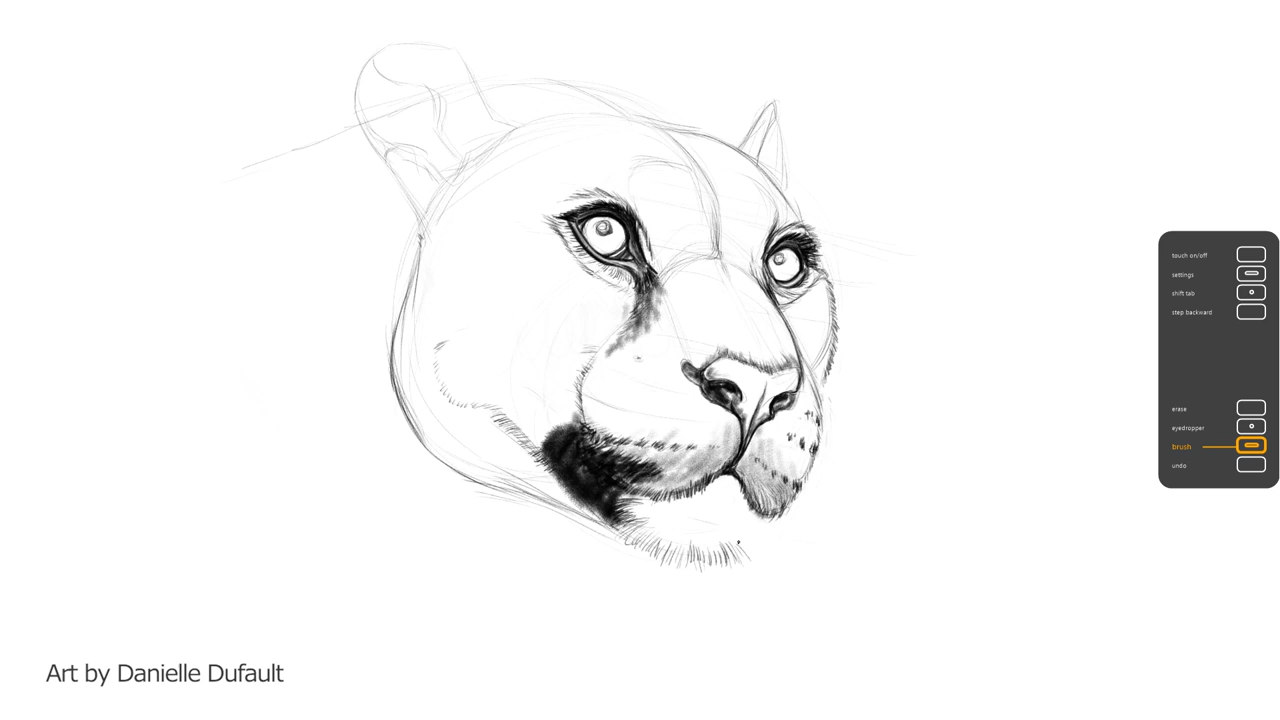 touch on/off
settings
shift tab
step backward
erase
eyedropper
brush
undo
Art by Danielle Dufault